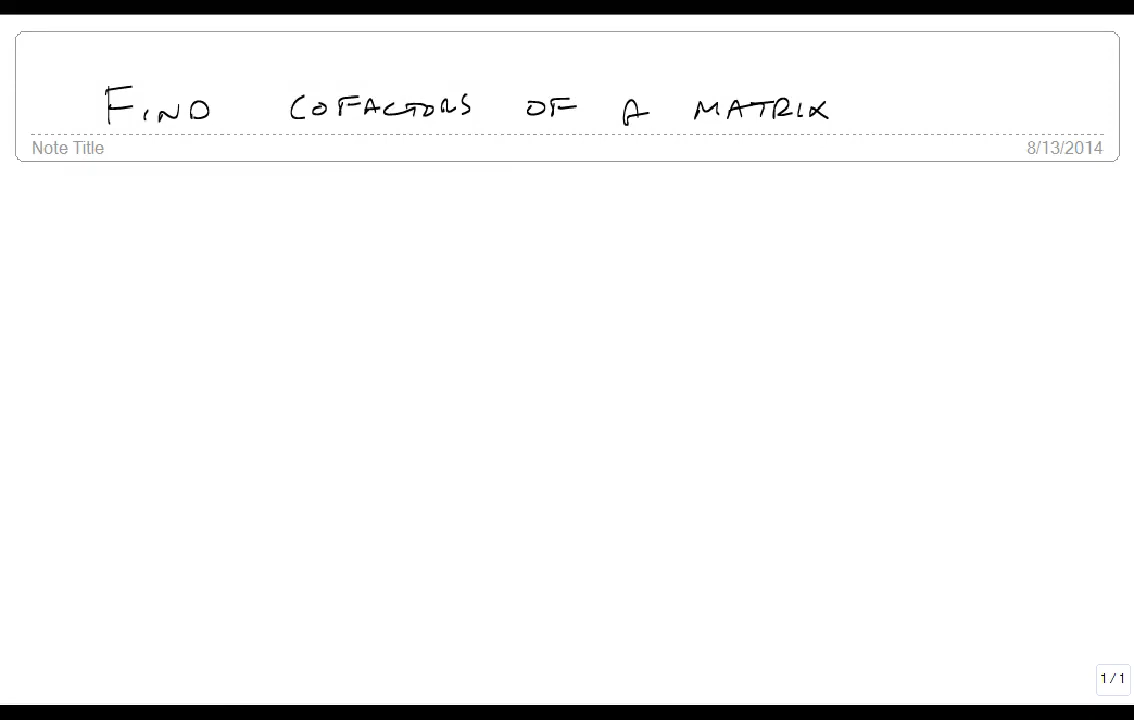 FIND COFACTORS OF A MATRIX
Note Title
8/13/2014
1/1